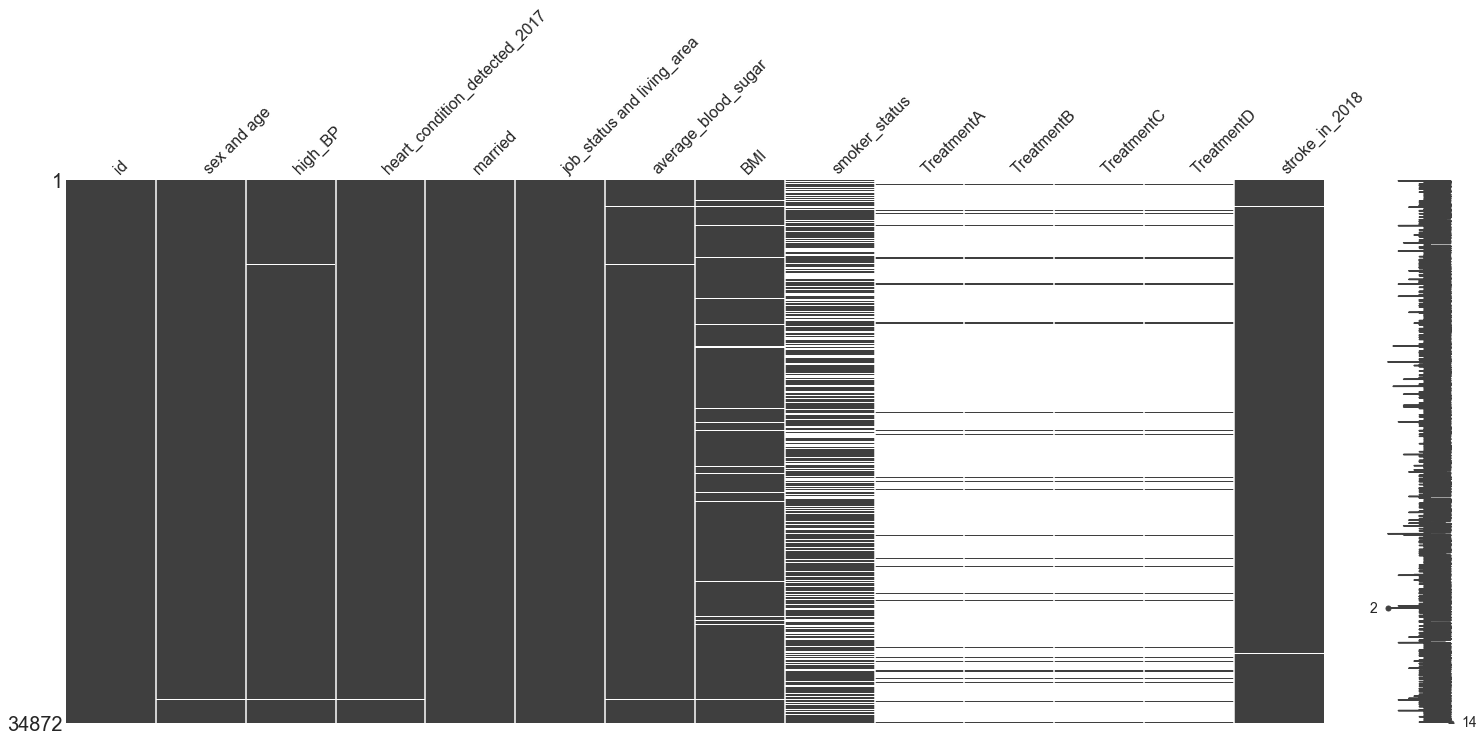 id
sex and age
high_BP
heart_condition_detected_2017
married
job_status and living_area
average_blood_sugar
BMI
smoker_status
TreatmentA
TreatmentB
TreatmentC
TreatmentD
stroke_in_2018
1
2
34872
14